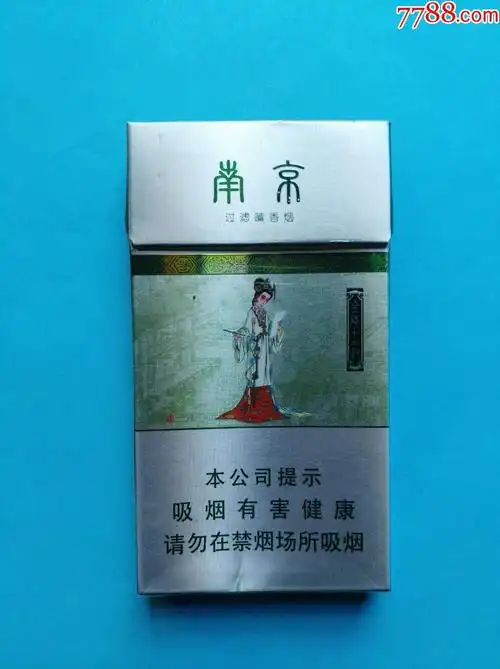 7788.com
南京
过滤嘴香烟
本公司提示
吸烟有害健康
请勿在禁烟场所吸烟